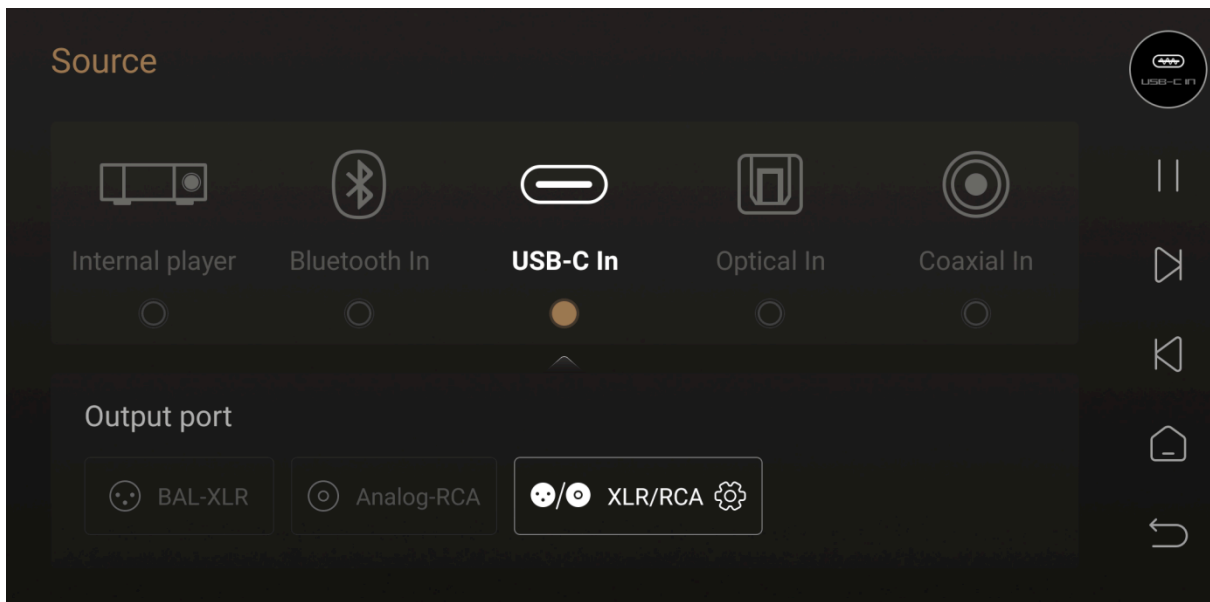 Source
USB-C IN
Internal player
Bluetooth In
USB-C In
Optical In
Coaxial In
Output port
BAL-XLR
Analog-RCA
XLR/RCA